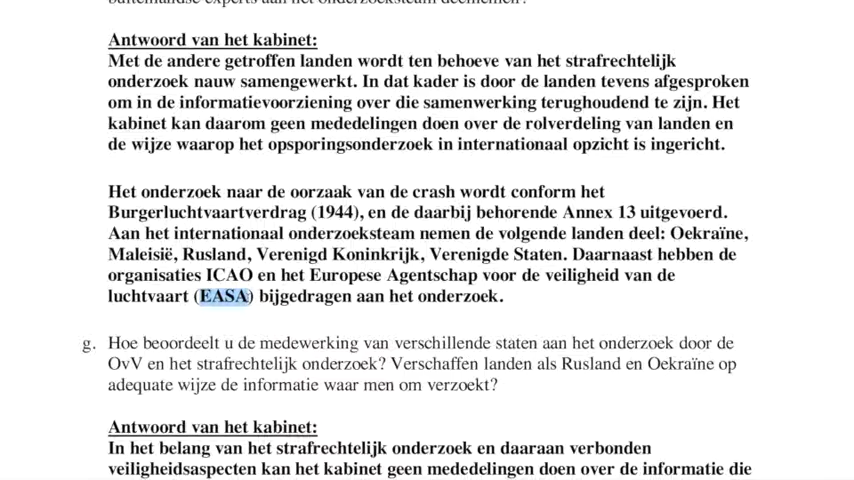 buitenlandse experts aan het onderzoeksteam deelnemen?
Antwoord van het kabinet:
Met de andere getroffen landen wordt ten behoeve van het strafrechtelijk
onderzoek nauw samengewerkt. In dat kader is door de landen tevens afgesproken
om in de informatievoorziening over die samenwerking terughoudend te zijn. Het
kabinet kan daarom geen mededelingen doen over de rolverdeling van landen en
de wijze waarop het opsporingsonderzoek in internationaal opzicht is ingericht.
Het onderzoek naar de oorzaak van de crash wordt conform het
Burgerluchtvaartverdrag (1944), en de daarbij behorende Annex 13 uitgevoerd.
Aan het internationaal onderzoeksteam nemen de volgende landen deel: Oekraïne,
Maleisië, Rusland, Verenigd Koninkrijk, Verenigde Staten. Daarnaast hebben de
organisaties ICAO en het Europese Agentschap voor de veiligheid van de
luchtvaart (EASA) bijgedragen aan het onderzoek.
g. Hoe beoordeelt u de medewerking van verschillende staten aan het onderzoek door de
OvV en het strafrechtelijk onderzoek? Verschaffen landen als Rusland en Oekraïne op
adequate wijze de informatie waar men om verzoekt?
Antwoord van het kabinet:
In het belang van het strafrechtelijk onderzoek en daaraan verbonden
veiligheidsaspecten kan het kabinet geen mededelingen doen over de informatie die